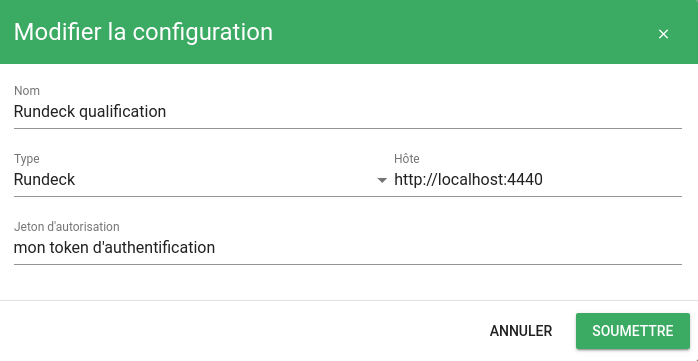 Modifier la configuration
Nom
Rundeck qualification
Type
Hôte
Rundeck
http://localhost:4440
Jeton d'autorisation
mon token d'authentification
ANNULER
SOUMETTRE